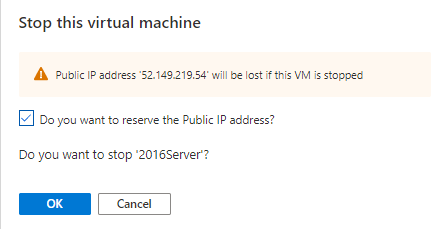 Stop this virtual machine
Public IP address '52.149.219.54' will be lost if this VM is stopped
Do you want to reserve the Public IP address?
Do you want to stop '2016Server'?
OK
Cancel